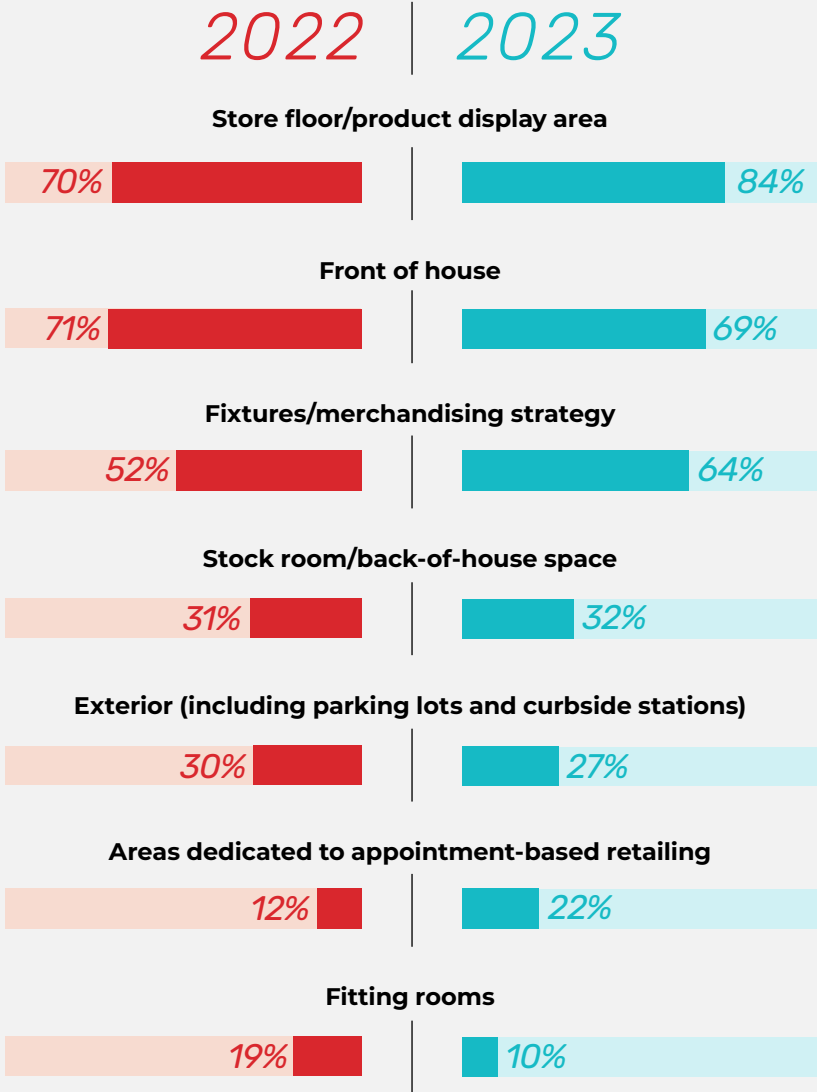 2022 2023
Store floor/product display area
70% 84%
Front of house
71% 69%
Fixtures/merchandising strategy
52% 64%
Stock room/back-of-house space
31% 32%
Exterior (including parking lots and curbside stations)
30% 27%
Areas dedicated to appointment-based retailing
12% 22%
Fitting rooms
19% 10%